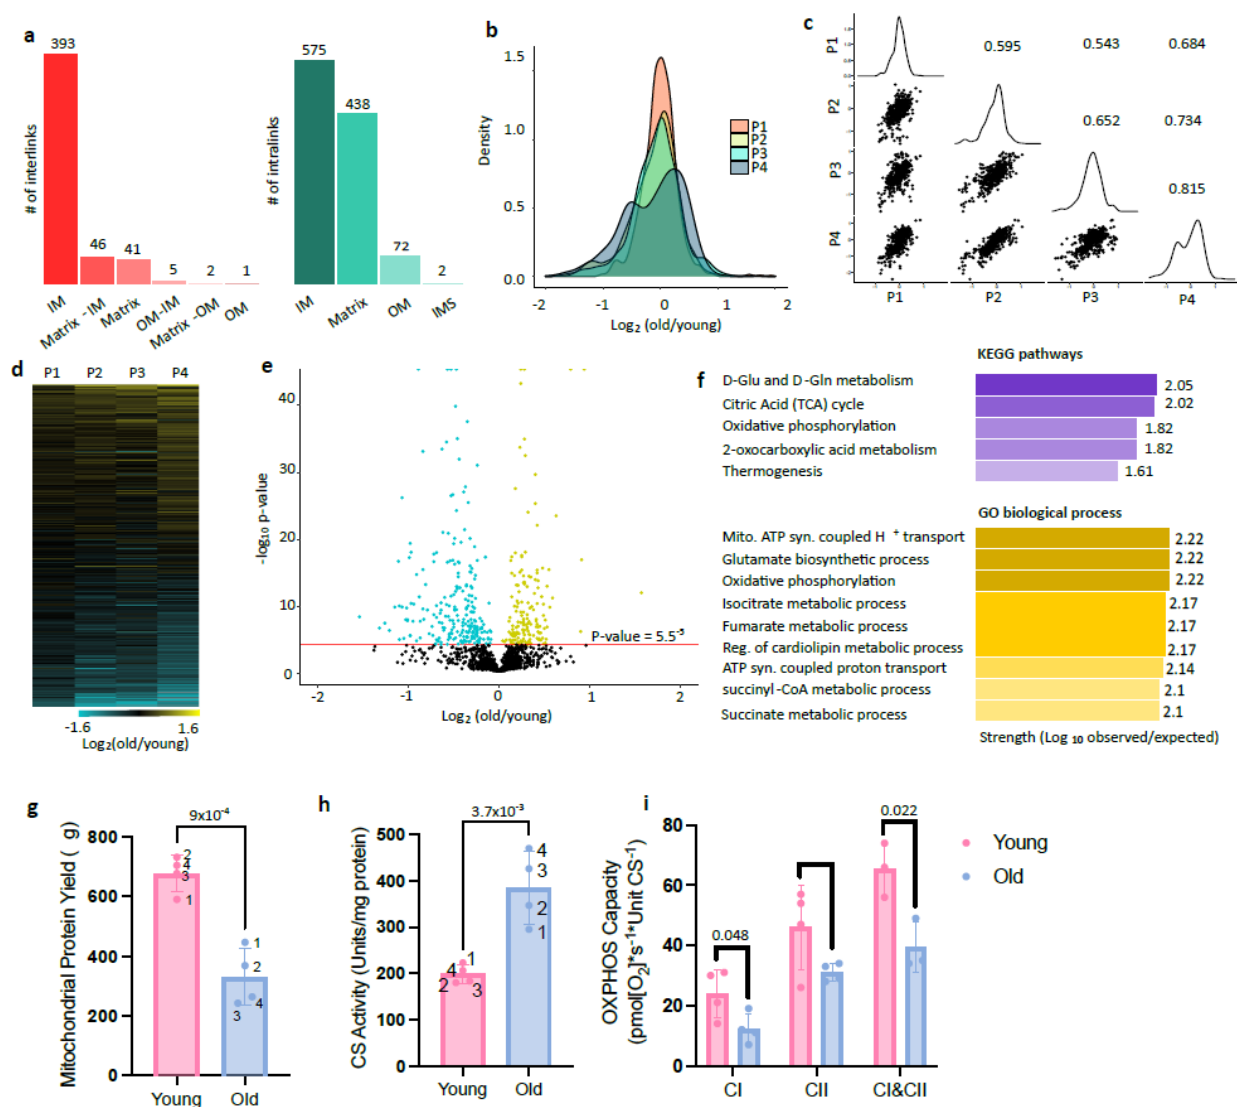 a
393
46
41
5
2
1
# of interlinks
IM
Matrix -IM
Matrix
OM-IM
Matrix -OM
OM
575
438
72
2
# of intralinks
IM
Matrix
OM
IMS
b
1.5
1.0
0.5
0.0
Density
P1
P2
P3
P4
-2
-1
0
1
2
Log2 (old/young)
c
P1
0.595
0.543
0.684
P2
0.652
0.734
P3
0.815
P4
P1
P2
P3
P4
d
P1
P2
P3
P4
-1.6
1.6
Log2(old/young)
e
40
30
20
10
0
-log10 p-value
P-value = 5.5-5
-2
-1
0
1
2
Log2 (old/young)
f
KEGG pathways
D-Glu and D -Gln metabolism
2.05
Citric Acid (TCA) cycle
2.02
Oxidative phosphorylation
1.82
2-oxocarboxylic acid metabolism
1.82
Thermogenesis
1.61
GO biological process
Mito. ATP syn. coupled H + transport
2.22
Glutamate biosynthetic process
2.22
Oxidative phosphorylation
2.22
Isocitrate metabolic process
2.17
Fumarate metabolic process
2.17
Reg. of cardiolipin metabolic process
2.17
ATP syn. coupled proton transport
2.14
succinyl-CoA metabolic process
2.1
Succinate metabolic process
2.1
Strength (Log 10 observed/expected)
g
9x10-4
800
600
400
200
0
Mitochondrial Protein Yield ( g)
2
4
3
1
1
2
4
3
Young
Old
h
3.7x10-3
500
400
300
200
100
0
CS Activity (Units/mg protein)
1
4
2
3
4
3
2
1
Young
Old
i
80
60
40
20
0
OXPHOS Capacity
(pmol[O2]*s-1*Unit CS-1)
0.048
0.022
CI
CII
CI&CII
Young
Old